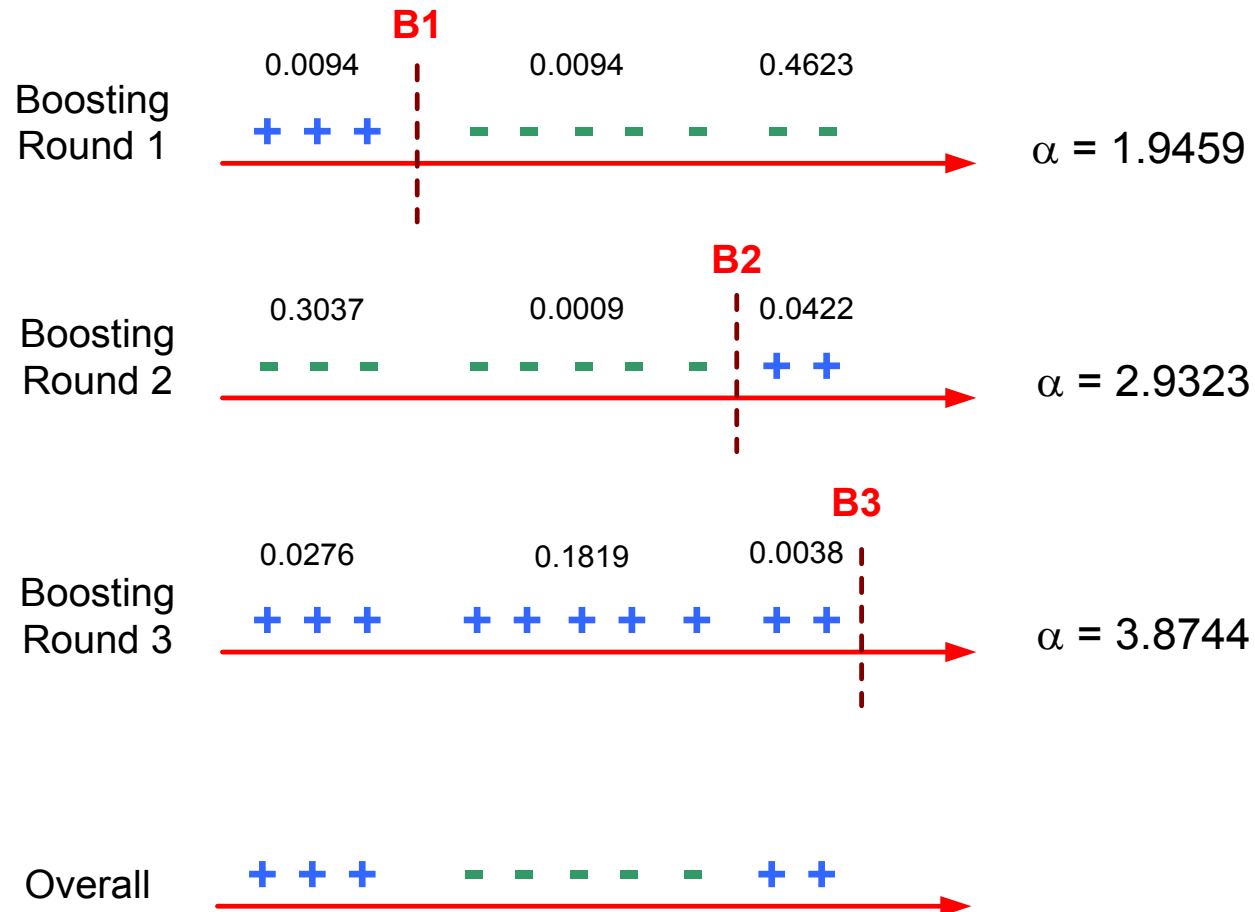 B1
0.0094 0.0094 0.4623
Boosting
Round 1
+ + + - - - - - - -
α = 1.9459
B2
0.3037 0.0009 0.0422
Boosting
Round 2
- - - - - - - - + +
α = 2.9323
B3
0.0276 0.1819 0.0038
Boosting
Round 3
+ + + + + + + + + +
α = 3.8744
Overall
+ + + - - - - - + +